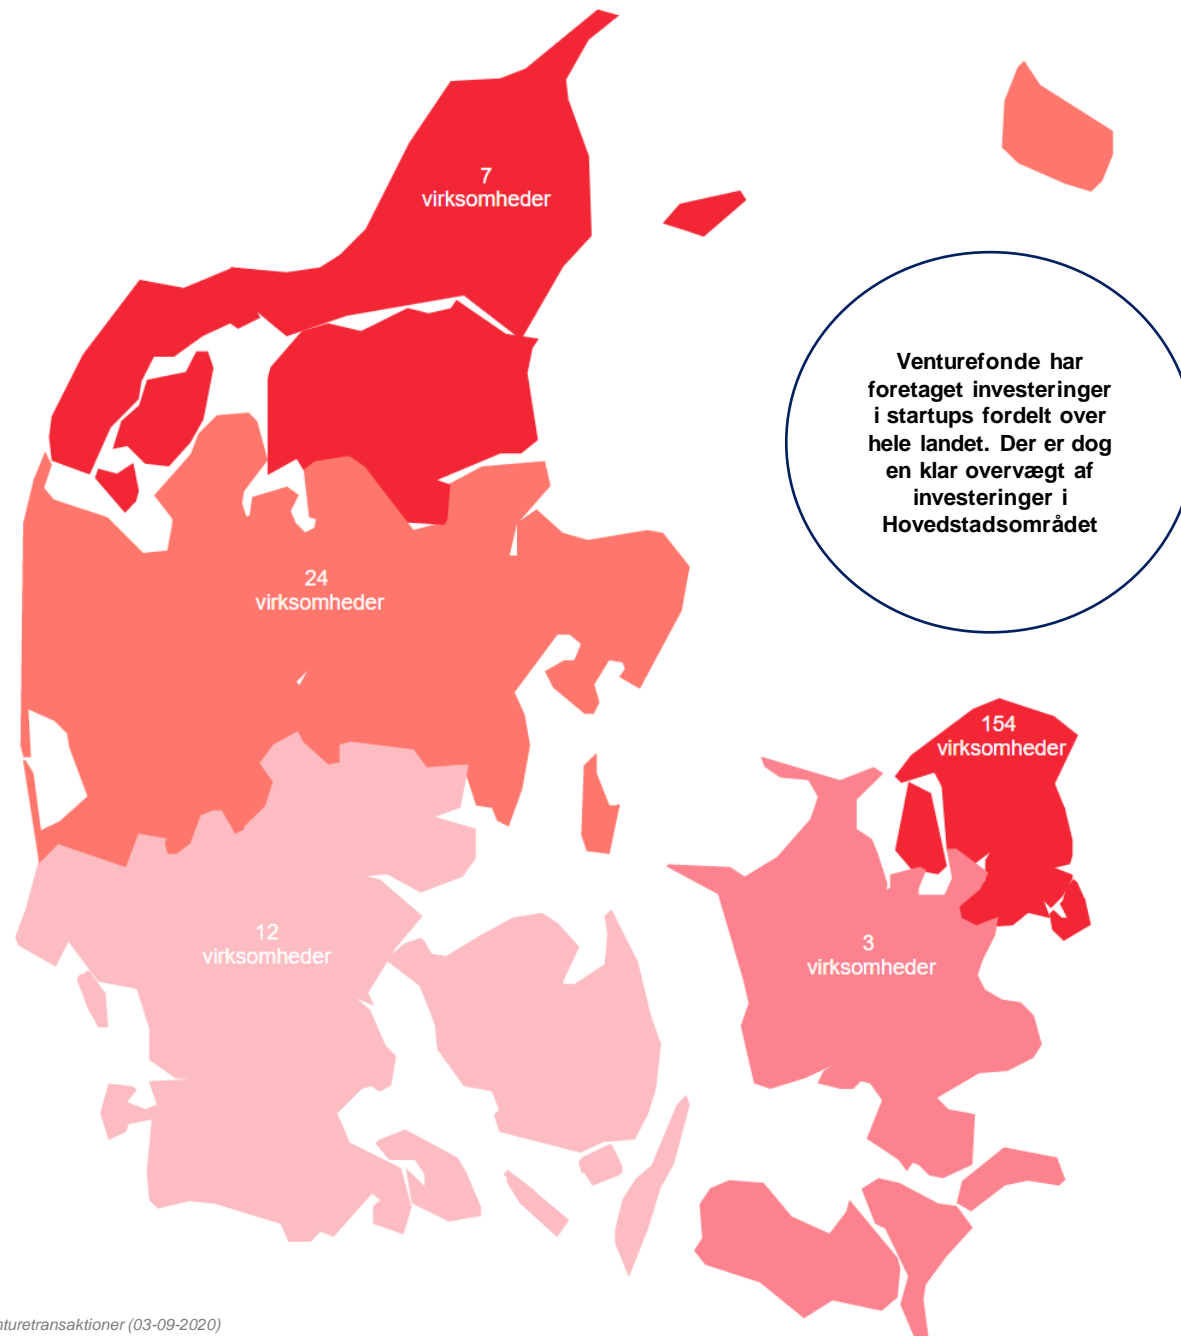 7
virksomheder
Venturefonde har
foretaget investeringer
i startups fordelt over
hele landet. Der er dog
en klar overvægt af
investeringer i
Hovedstadsområdet
24
virksomheder
154
virksomheder
12
virksomheder
3
virksomheder
nturetransaktioner (03-09-2020)